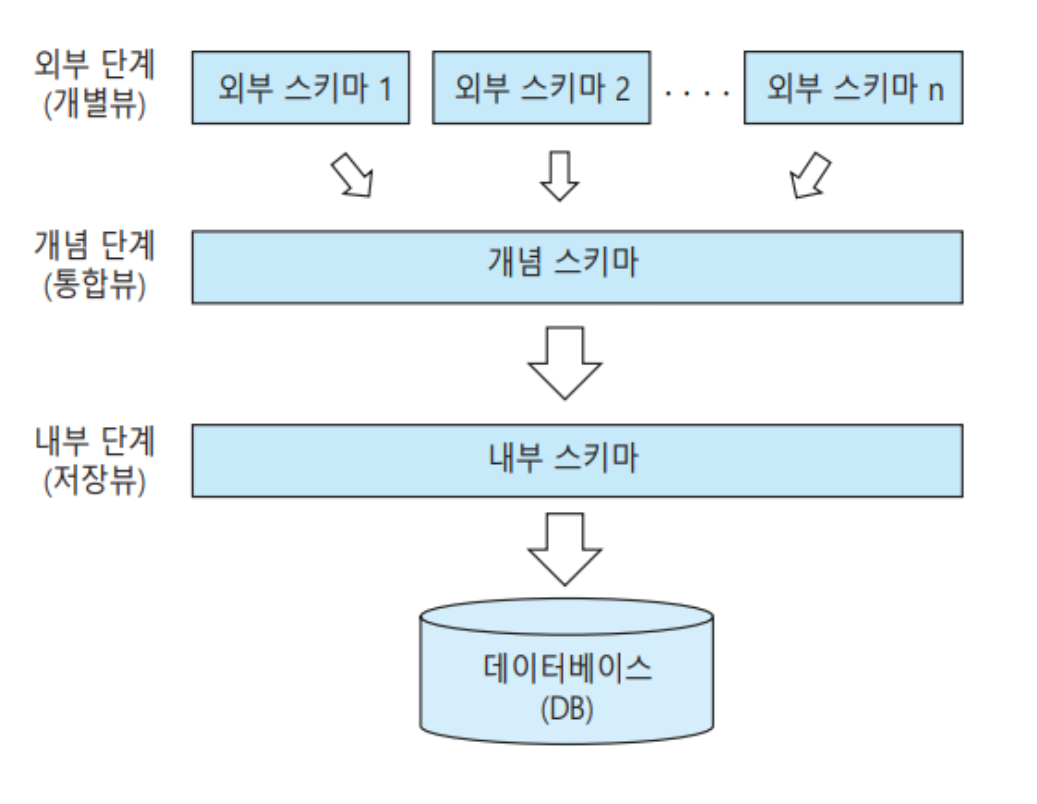 외부 단계
(개별뷰)
외부 스키마 1
외부 스키마 2
· · · ·
외부 스키마 n
개념 단계
(통합뷰)
개념 스키마
내부 단계
(저장뷰)
내부 스키마
데이터베이스
(DB)